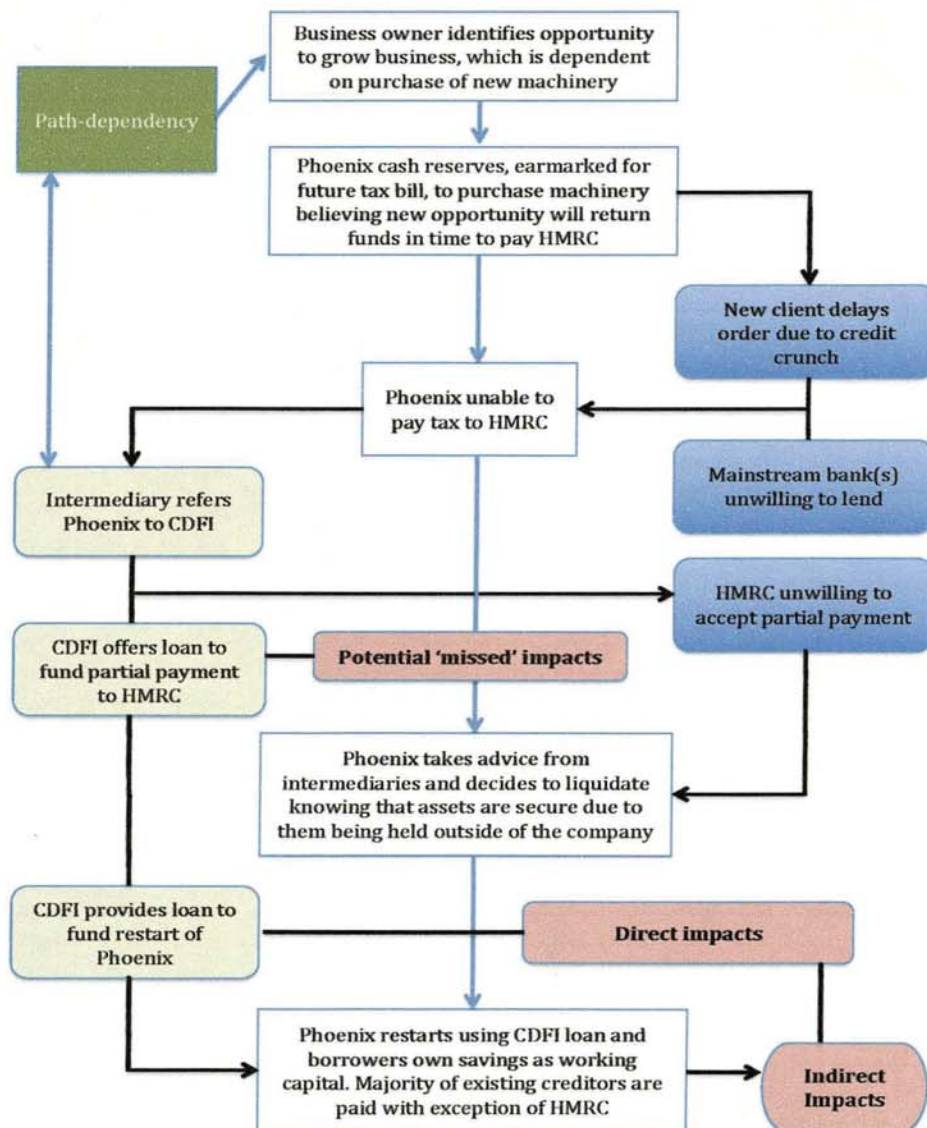 Business owner identifies opportunity
to grow business, which is dependent
on purchase of new machinery
Path-dependency
Phoenix cash reserves, earmarked for
future tax bill, to purchase machinery
believing new opportunity will return
funds in time to pay HMRC
New client delays
order due to credit
crunch
Phoenix unable to
pay tax to HMRC
Mainstream bank(s)
unwilling to lend
Intermediary refers
Phoenix to CDFI
HMRC unwilling to
accept partial payment
CDFI offers loan to
fund partial payment
to HMRC
Potential ‘missed’ impacts
Phoenix takes advice from
intermediaries and decides to liquidate
knowing that assets are secure due to
them being held outside of the company
CDFI provides loan to
fund restart of
Phoenix
Direct impacts
Phoenix restarts using CDFI loan and
borrowers own savings as working
capital. Majority of existing creditors are
paid with exception of HMRC
Indirect
Impacts